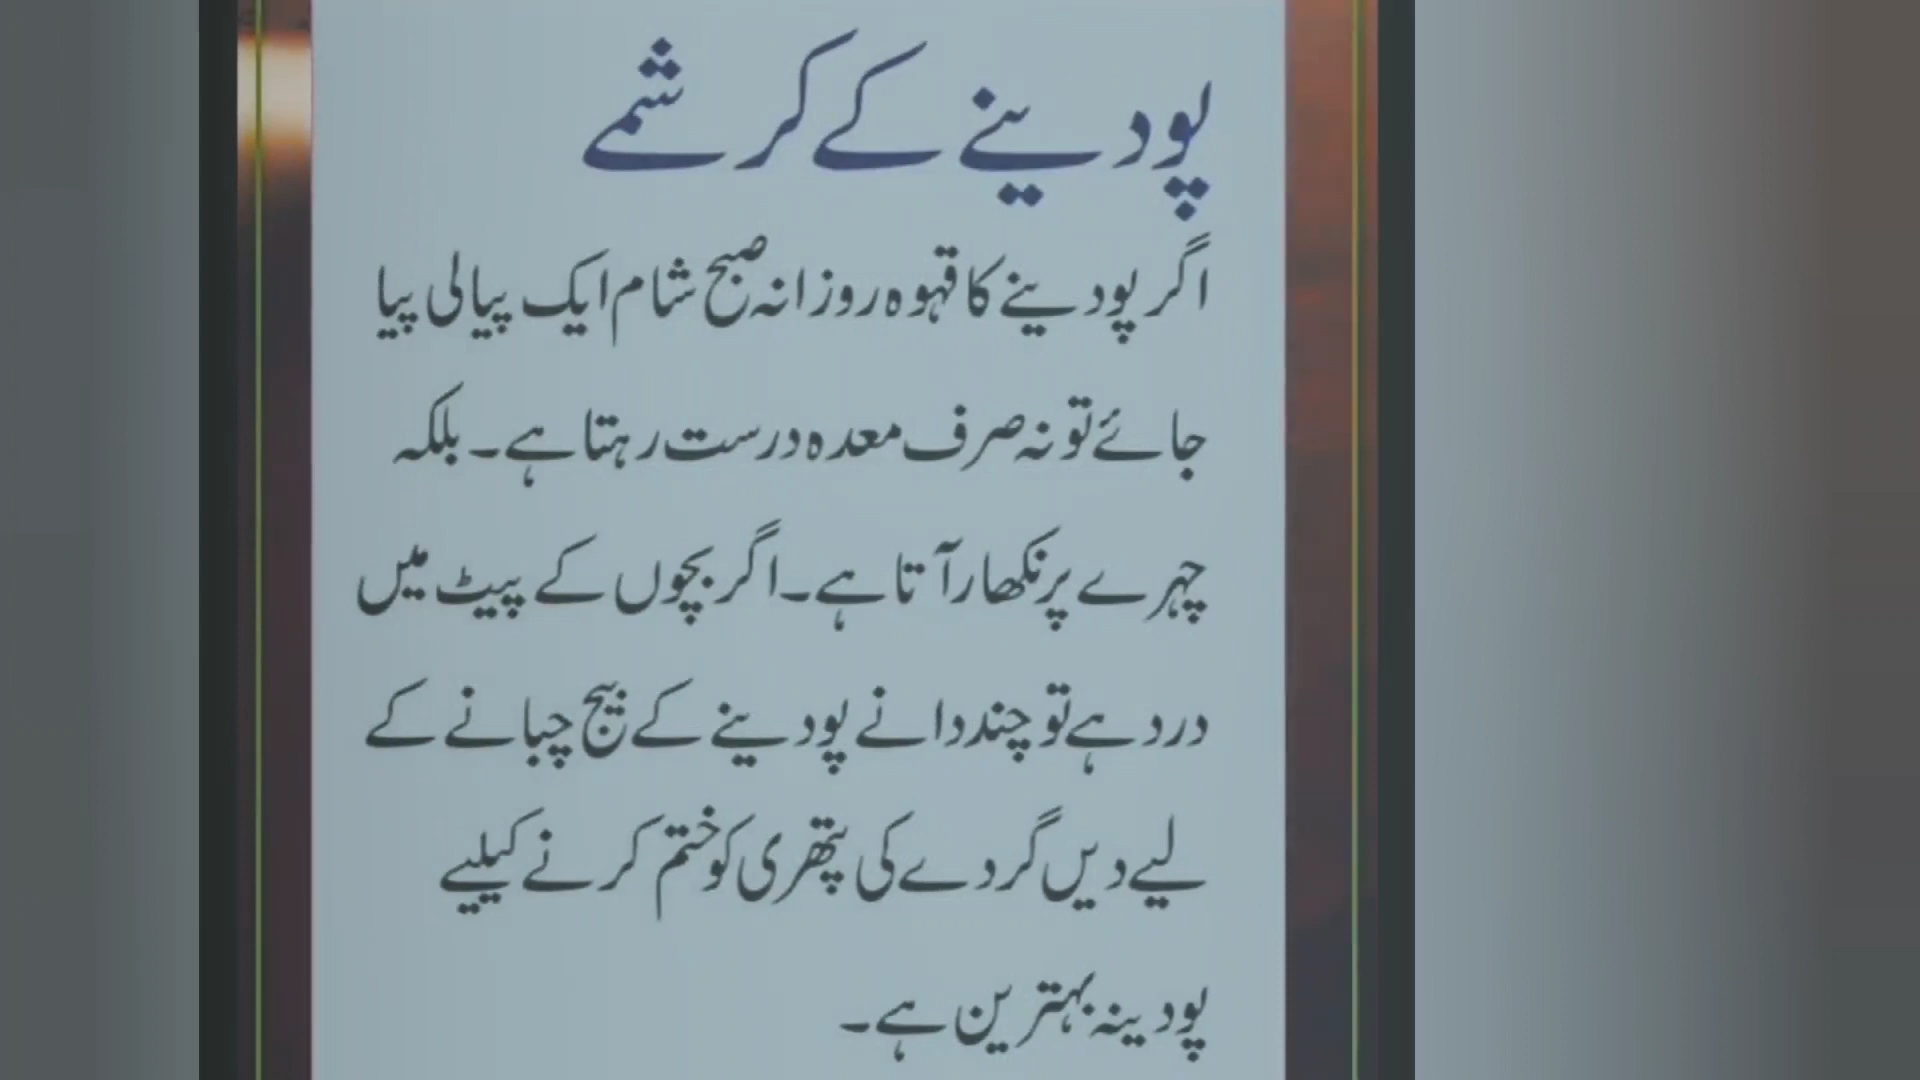 پودینے کے کرشمے
اگر پودینے کا قہوہ روزانہ صبح شام ایک پیالی پیا
جائے تو نہ صرف معدہ درست رہتا ہے۔ بلکہ
چہرے پر نکھار آتا ہے۔ اگر بچوں کے پیٹ میں
درد ہے تو چند دانے پودینے کے بیج چبانے کے
لیے دیں گردے کی پتھری کو ختم کرنے کیلیے
پودینہ بہترین ہے۔